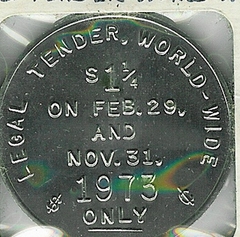 LEGAL TENDER, WORLD-WIDE
$ 1¼
ON FEB. 29,
AND
NOV. 31,
1973
ONLY